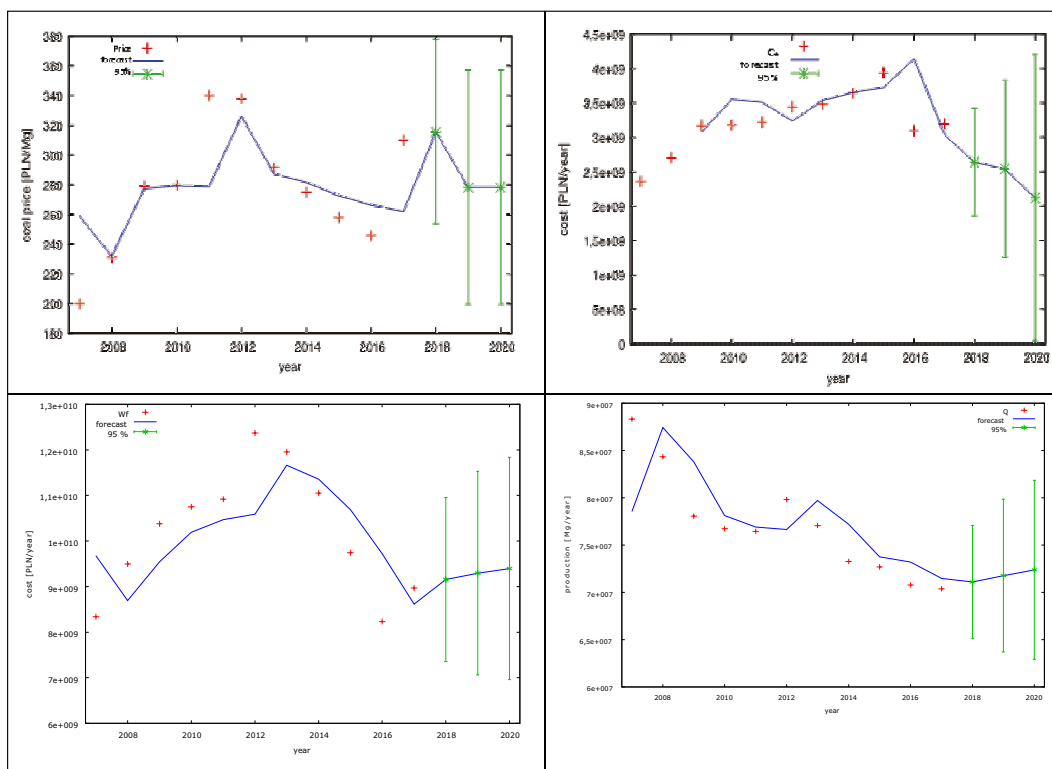 Price
forecast
95%
380
360
340
320
300
280
260
240
220
200
180
coal price [PLN/Mg]
2008 2010 2012 2014 2016 2018 2020
year
forecast
95%
4,5e+09
4e+09
3,5e+09
3e+09
2,5e+09
2e+09
1,5e+09
1e+09
5e+08
0
cost [PLN/year]
2008 2010 2012 2014 2016 2018 2020
year
Wf
forecast
95 %
1,3e+010
1,2e+010
1,1e+010
1e+010
9e+009
8e+009
7e+009
6e+009
cost [PLN/year]
2008 2010 2012 2014 2016 2018 2020
year
Q
forecast
95%
9e+007
8,5e+007
8e+007
7,5e+007
7e+007
6,5e+007
6e+007
production [Mg/year]
2008 2010 2012 2014 2016 2018 2020
year